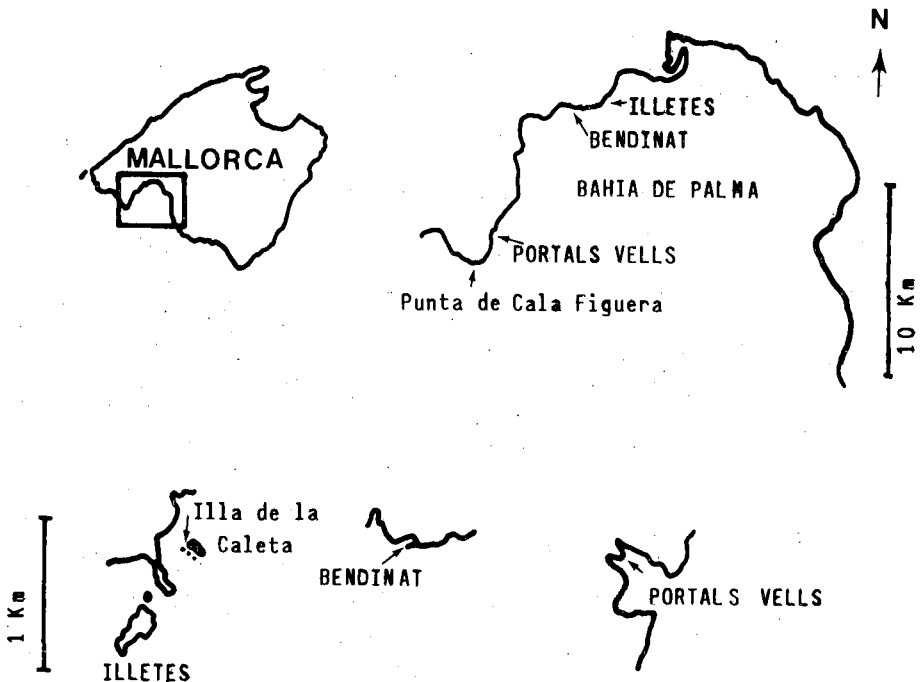 N
MALLORCA
ILLETES
BENDINAT
BAHIA DE PALMA
PORTALS VELLS
Punta de Cala Figuera
10 Km
Illa de la
Caleta
BENDINAT
PORTALS VELLS
1 Km
ILLETES